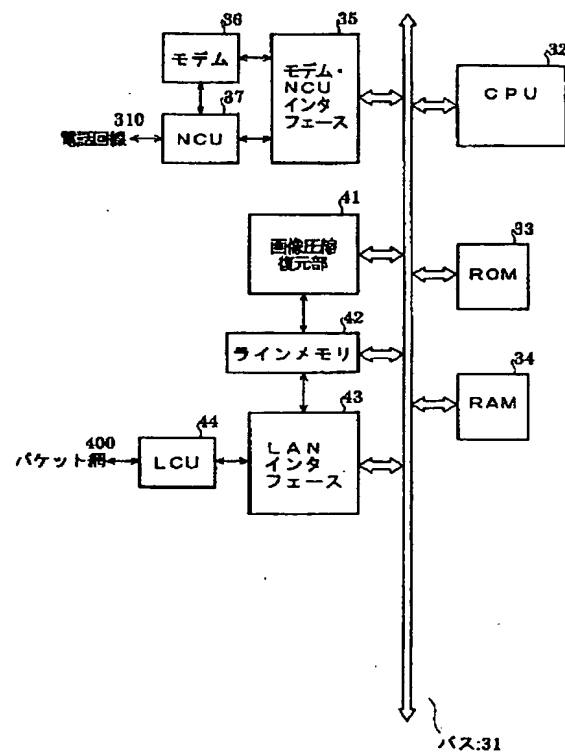 36
モデム
35
モデム・
NCU
インタ
フェース
32
CPU
37
NCU
310
電話回線
41
画像圧縮
復元部
33
ROM
42
ラインメモリ
34
RAM
43
LAN
インタ
フェース
44
LCU
400
パケット網
バス:31